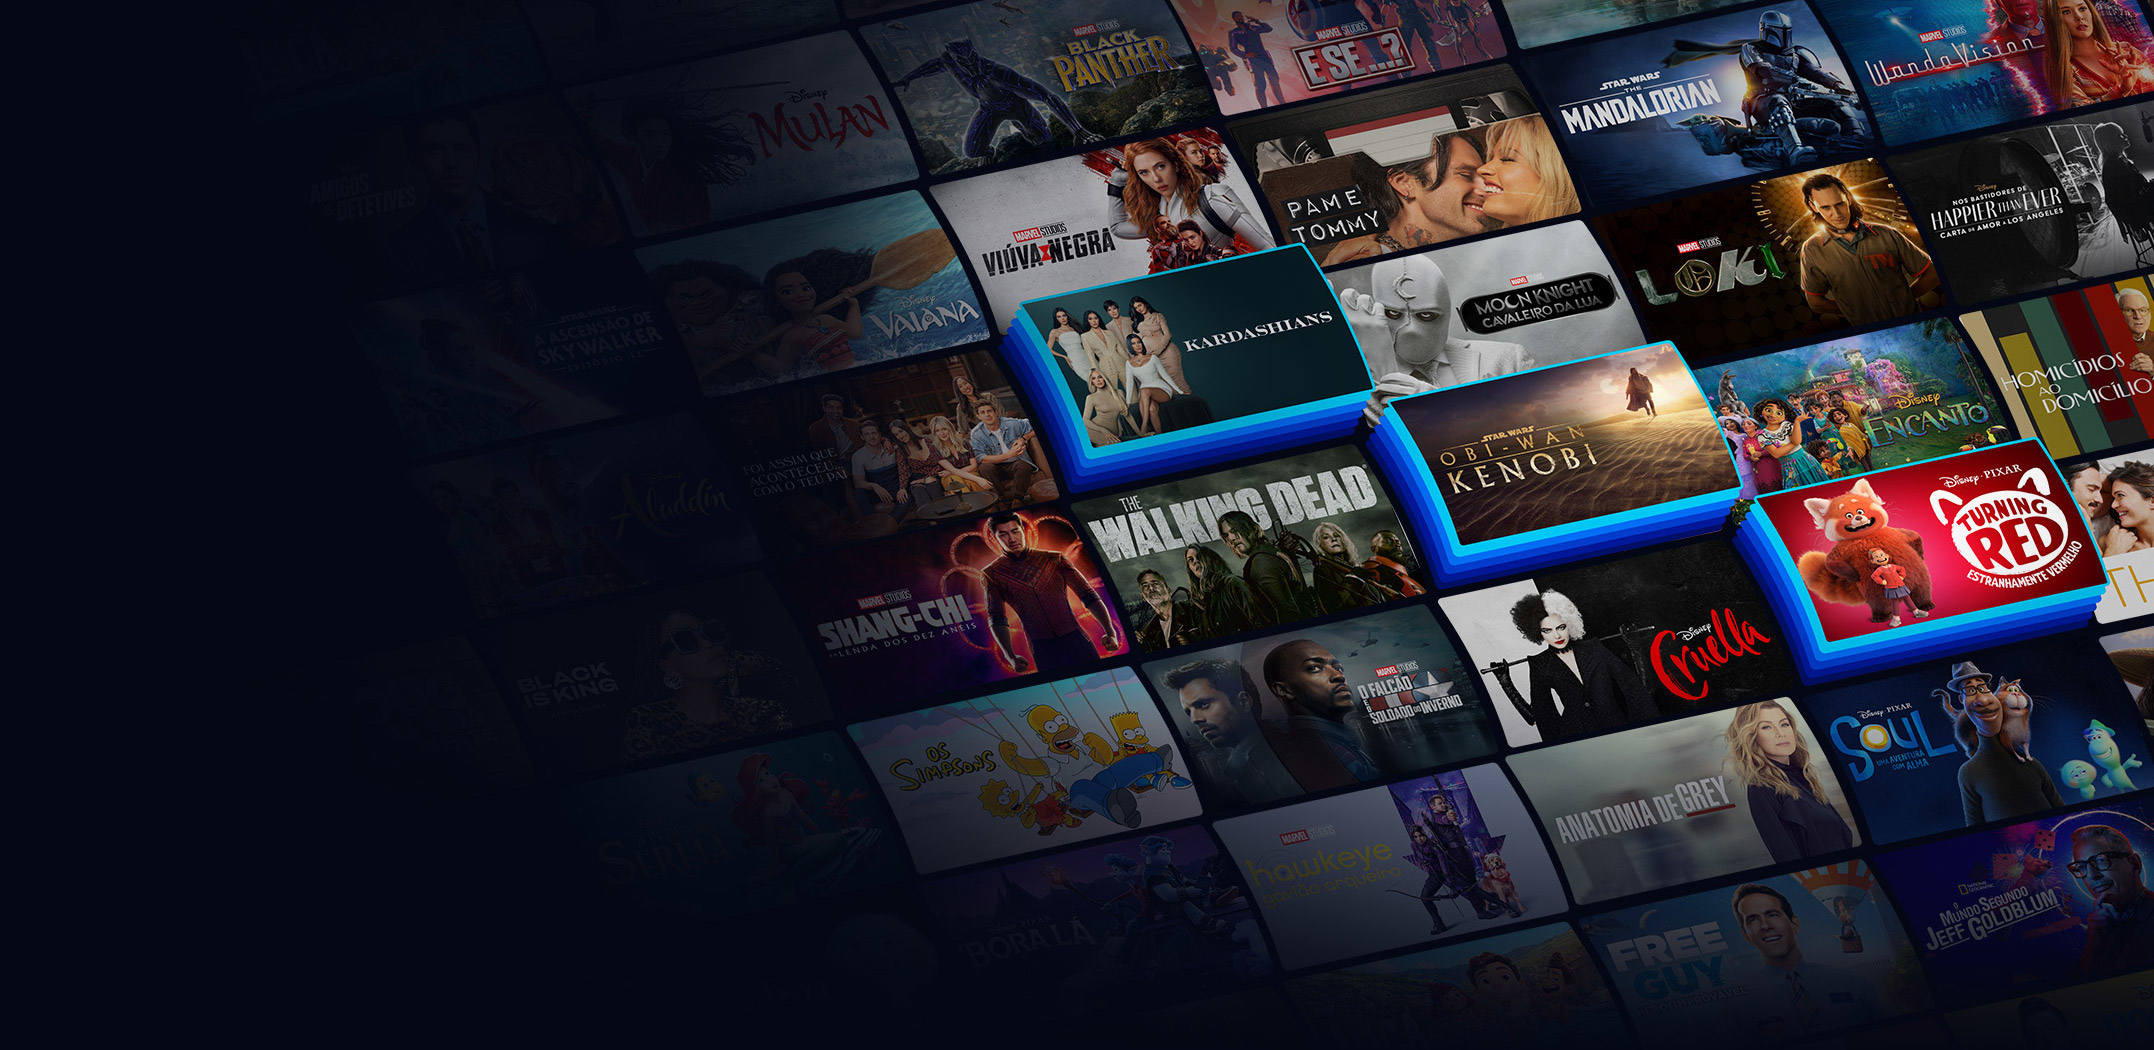 MARVEL STUDIOS
BLACK
PANTHER
MARVEL STUDIOS
E SE...?
STAR WARS
THE
MANDALORIAN
MARVEL STUDIOS
WandaVision
Disney
MULAN
AMIGOS
DETETIVES
MARVEL STUDIOS
VIÚVA NEGRA
PAME
TOMMY
MARVEL STUDIOS
LOKI
Disney
NOS BASTIDORES DE
HAPPIER THAN EVER
CARTA DE AMOR A LOS ANGELES
A ASCENSÃO DE
SKYWALKER
Disney
VAIANA
KARDASHIANS
MARVEL STUDIOS
MOON KNIGHT
CAVALEIRO DA LUA
STAR WARS
OBI-WAN
KENOBI
Disney
ENCANTO
HOMICÍDIOS
AO
DOMICÍLIO
Aladdin
FOI ASSIM QUE
ACONTECEU...
COM O TEU PAI
THE
WALKING DEAD
Disney · PIXAR
TURNING
RED
ESTRANHAMENTE VERMELHO
TH
BLACK
IS KING
MARVEL STUDIOS
SHANG-CHI
LENDA DOS DEZ ANÉIS
MARVEL STUDIOS
O FALCÃO
E O
SOLDADO DO INVERNO
Disney
Cruella
Disney · PIXAR
SOUL
UMA AVENTURA
COM ALMA
OS
SIMPSONS
MARVEL STUDIOS
hawkeye
gavião arqueiro
ANATOMIA DE GREY
NATIONAL
GEOGRAPHIC
O
MUNDO SEGUNDO
JEFF GOLDBLUM
'BORA LÁ
FREE
GUY